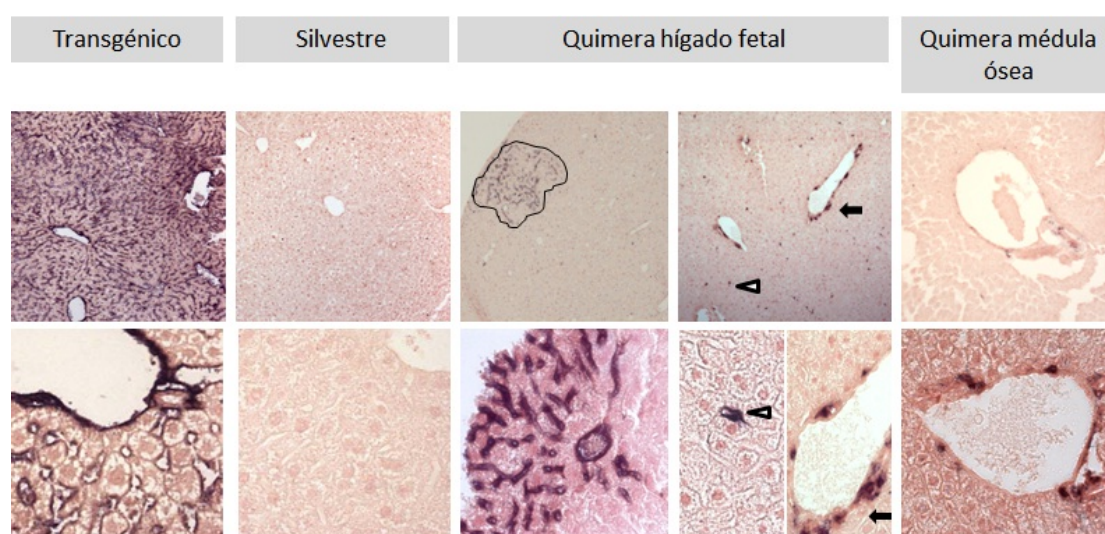 Transgénico
Silvestre
Quimera hígado fetal
Quimera médula
ósea